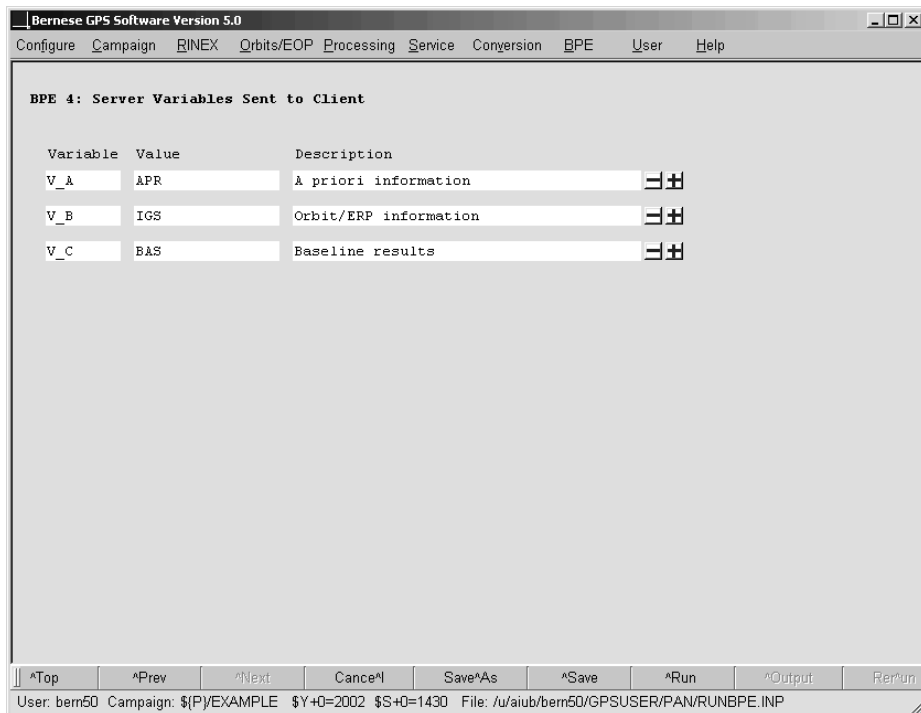 Bernese GPS Software Version 5.0
Configure Campaign RINEX Orbits/EOP Processing Service Conversion BPE User Help
BPE 4: Server Variables Sent to Client
Variable Value Description
V_A APR A priori information
V_B IGS Orbit/ERP information
V_C BAS Baseline results
^Top ^Prev ^Next Cance^l Save^As ^Save ^Run ^Output Rer^un
User: bern50 Campaign: ${P}/EXAMPLE $Y+0=2002 $S+0=1430 File: /u/aiub/bern50/GPSUSER/PAN/RUNBPE.INP